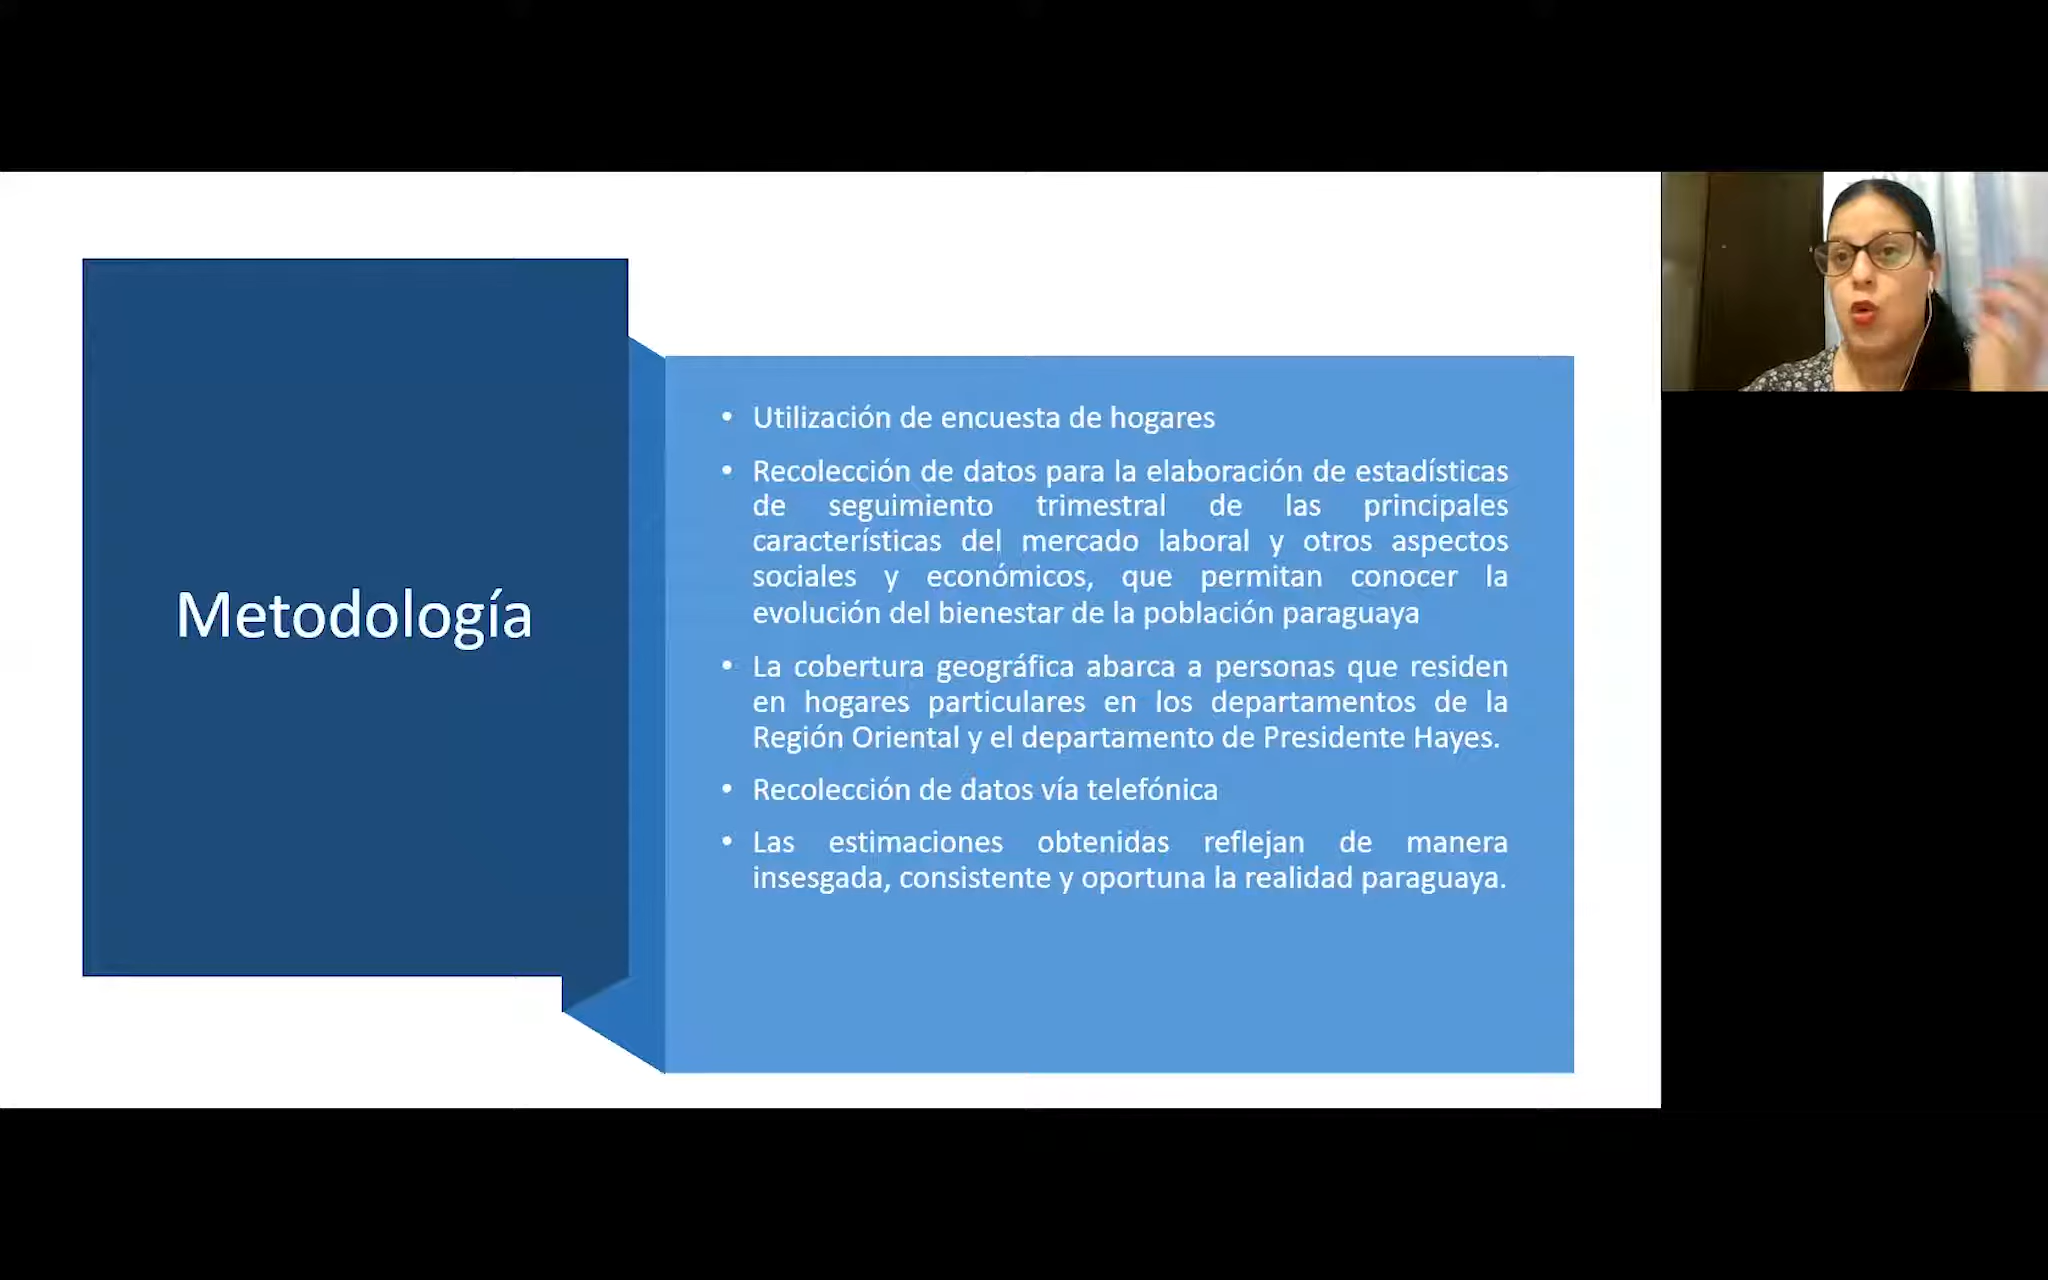 Metodología
• Utilización de encuesta de hogares
• Recolección de datos para la elaboración de estadísticas
de seguimiento trimestral de las principales
características del mercado laboral y otros aspectos
sociales y económicos, que permitan conocer la
evolución del bienestar de la población paraguaya
• La cobertura geográfica abarca a personas que residen
en hogares particulares en los departamentos de la
Región Oriental y el departamento de Presidente Hayes.
• Recolección de datos vía telefónica
• Las estimaciones obtenidas reflejan de manera
insesgada, consistente y oportuna la realidad paraguaya.